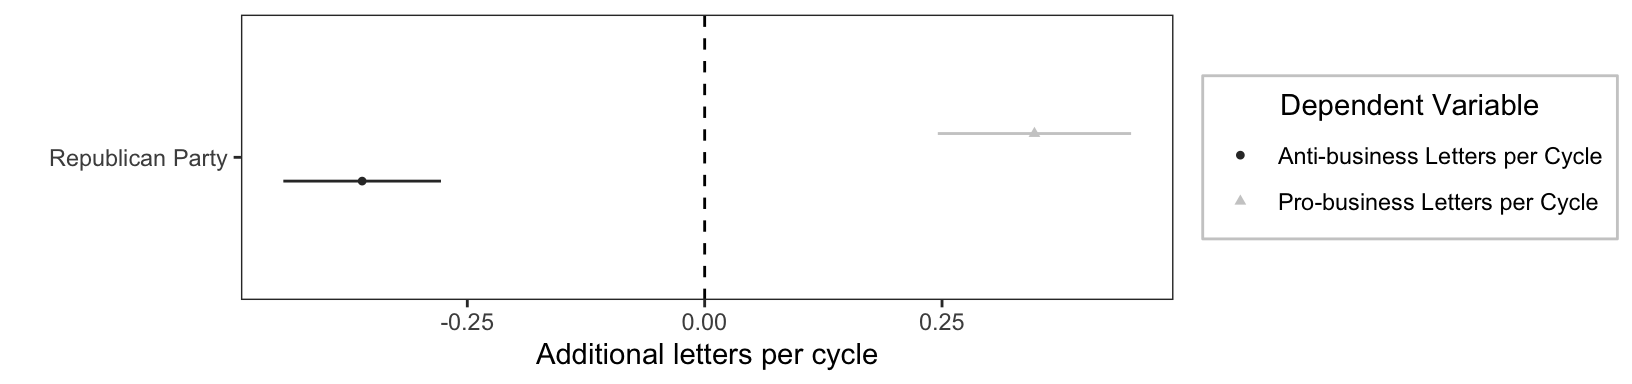 Republican Party
-0.25
0.00
0.25
Additional letters per cycle
Dependent Variable
Anti-business Letters per Cycle
Pro-business Letters per Cycle